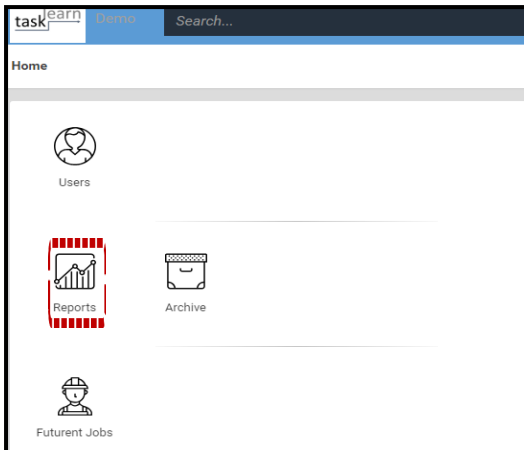 task learn Demo Search...
Home
Users
Reports Archive
Futurent Jobs